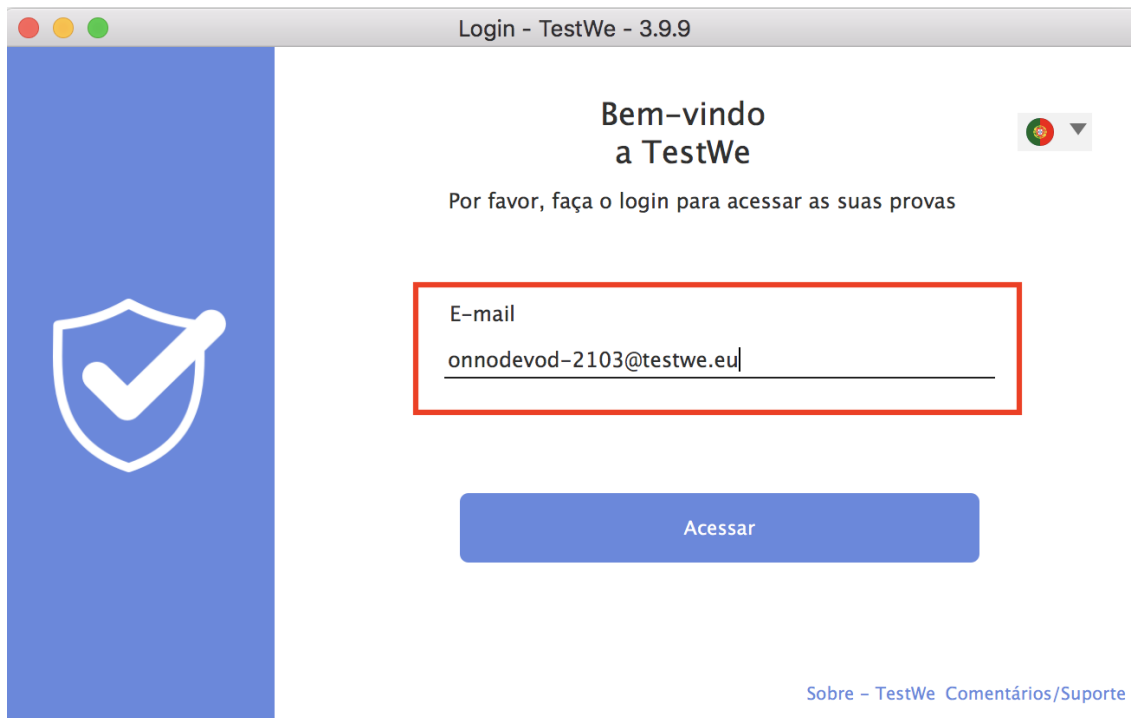 Login - TestWe - 3.9.9
Bem-vindo
a TestWe
Por favor, faça o login para acessar as suas provas
E-mail
onnodevod-2103@testwe.eu
Acessar
Sobre - TestWe Comentários/Suporte